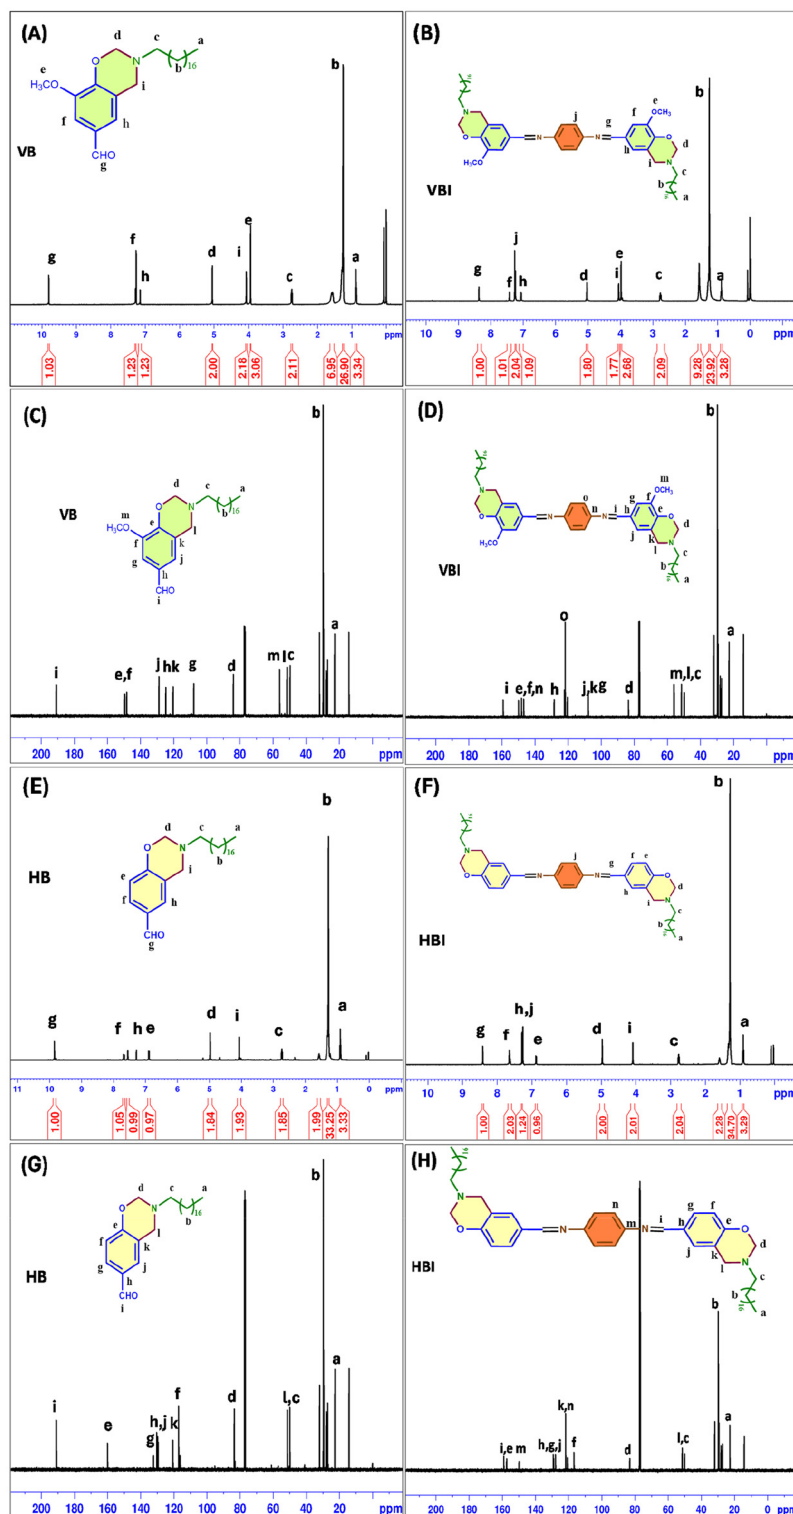 (A)
d
c
a
O
N
b
16
e
H₃CO
i
f
h
CHO
g
VB
b
e
f
g
h
d
i
c
a
10 9 8 7 6 5 4 3 2 1 ppm
1.03 1.23 1.23 2.00 2.18 3.06 2.11 6.95 26.90 3.34
(B)
16
N
O
H₃CO
N
j
N
g
f
e
OCH₃
O
h
d
i
N
c
b
a
VBI
b
j
e
g
f
h
d
i
c
a
10 9 8 7 6 5 4 3 2 1 0 ppm
1.00 1.01 2.04 1.09 1.80 1.77 2.68 2.09 9.28 23.92 3.28
(C)
b
VB
d
c
a
O
N
b
16
m
H₃CO
e
l
f
k
g
j
h
CHO
i
i
e,f
j
hk
g
d
m
l
c
a
200 180 160 140 120 100 80 60 40 20 ppm
(D)
b
16
N
O
H₃CO
N
o
n
N
i
h
g
f
m
OCH₃
e
O
j
d
k
N
l
c
b
a
VBI
o
i
e,f,n
h
j,k
g
d
m,l,c
a
200 180 160 140 120 100 80 60 40 20 ppm
(E)
HB
d
c
a
O
N
b
16
e
i
f
h
CHO
g
b
g
f
h
e
d
i
c
a
11 10 9 8 7 6 5 4 3 2 1 0 ppm
1.00 1.05 0.99 0.97 1.84 1.93 1.85 1.99 33.25 3.33
(F)
b
N
O
N
j
N
g
f
e
O
h
d
i
N
c
b
a
HBI
h,j
g
f
e
d
i
c
a
10 9 8 7 6 5 4 3 2 1 0 ppm
1.00 2.03 1.24 0.96 2.00 2.01 2.04 2.28 34.70 3.29
(G)
b
HB
d
c
a
O
N
b
16
e
l
f
k
g
j
h
CHO
i
i
e
h,j
g
k
f
d
l,c
a
200 180 160 140 120 100 80 60 40 20 ppm
(H)
16
N
O
N
n
m
N
i
h
g
f
e
O
j
d
k
N
l
c
b
16
a
HBI
b
k,n
i,e
m
h,g,j
f
d
l,c
a
200 180 160 140 120 100 80 60 40 20 0 ppm